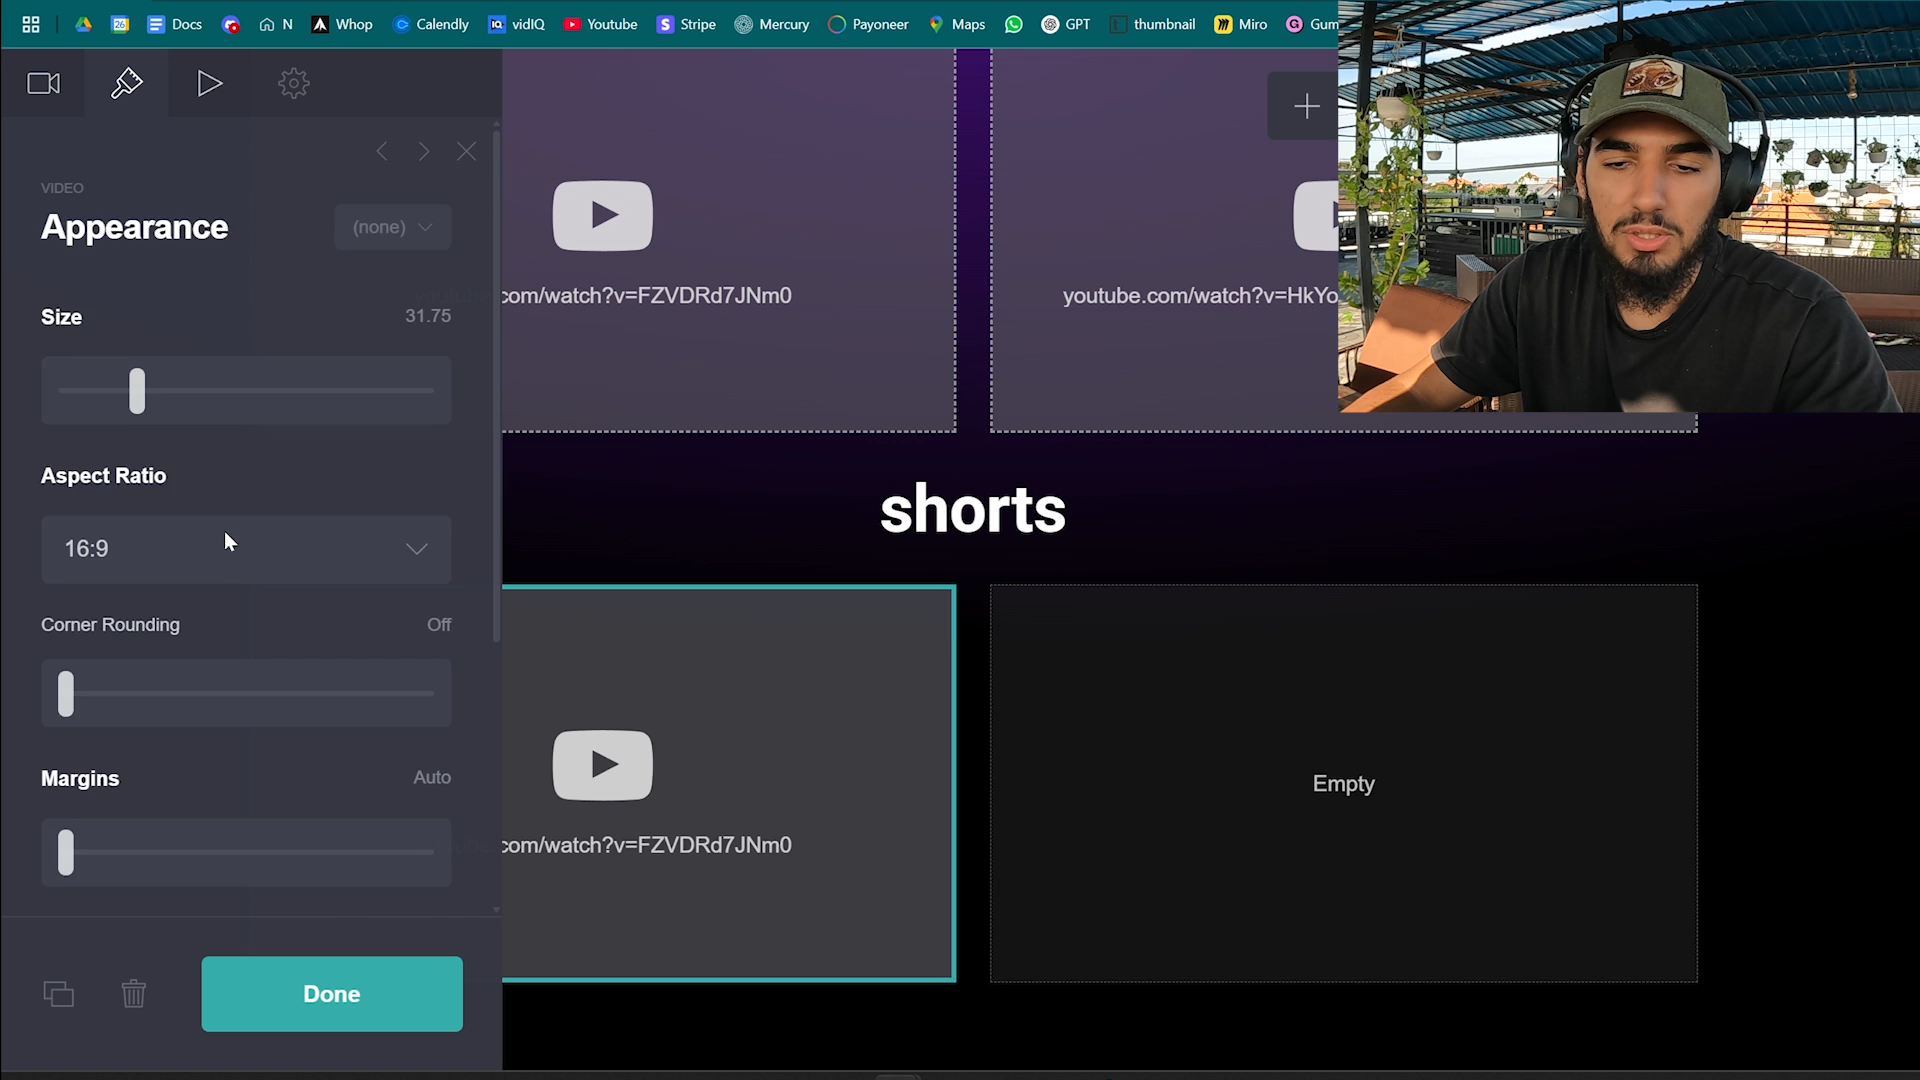 26 Docs N Whop Calendly vidIQ Youtube Stripe Mercury Payoneer Maps GPT thumbnail Miro Gum
VIDEO
Appearance
(none)
Size
31.75
Aspect Ratio
16:9
Corner Rounding
Off
Margins
Auto
Done
com/watch?v=FZVDRd7JNm0
youtube.com/watch?v=HkYo
shorts
com/watch?v=FZVDRd7JNm0
Empty